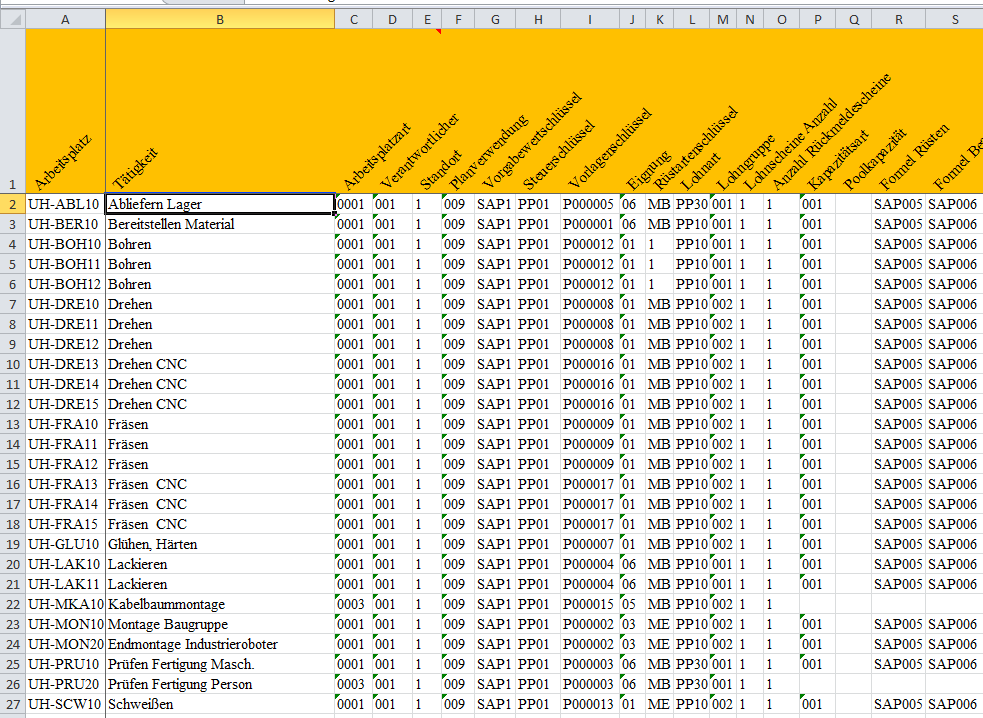 A B C D E F G H I J K L M N O P Q R S
1 Arbeitsplatz Tätigkeit Arbeitsplatzart Verantwortlicher Standort Planverwendung Vorgabewertschlüssel Steuerschlüssel Vorlagenschlüssel Eignung Rüstartenschlüssel Lohnart Lohngruppe Lohnscheine Anzahl Anzahl Rückmeldescheine Kapazitätsart Poolkapazität Formel Rüsten Formel Be
2 UH-ABL10 Abliefern Lager 0001 001 1 009 SAP1 PP01 P000005 06 MB PP30 001 1 1 001 SAP005 SAP006
3 UH-BER10 Bereitstellen Material 0001 001 1 009 SAP1 PP01 P000001 06 MB PP30 001 1 1 001 SAP005 SAP006
4 UH-BOH10 Bohren 0001 001 1 009 SAP1 PP01 P000012 01 1 PP10 001 1 1 001 SAP005 SAP006
5 UH-BOH11 Bohren 0001 001 1 009 SAP1 PP01 P000012 01 1 PP10 001 1 1 001 SAP005 SAP006
6 UH-BOH12 Bohren 0001 001 1 009 SAP1 PP01 P000012 01 1 PP10 001 1 1 001 SAP005 SAP006
7 UH-DRE10 Drehen 0001 001 1 009 SAP1 PP01 P000008 01 MB PP10 002 1 1 001 SAP005 SAP006
8 UH-DRE11 Drehen 0001 001 1 009 SAP1 PP01 P000008 01 MB PP10 002 1 1 001 SAP005 SAP006
9 UH-DRE12 Drehen 0001 001 1 009 SAP1 PP01 P000008 01 MB PP10 002 1 1 001 SAP005 SAP006
10 UH-DRE13 Drehen CNC 0001 001 1 009 SAP1 PP01 P000016 01 MB PP10 002 1 1 001 SAP005 SAP006
11 UH-DRE14 Drehen CNC 0001 001 1 009 SAP1 PP01 P000016 01 MB PP10 002 1 1 001 SAP005 SAP006
12 UH-DRE15 Drehen CNC 0001 001 1 009 SAP1 PP01 P000016 01 MB PP10 002 1 1 001 SAP005 SAP006
13 UH-FRA10 Fräsen 0001 001 1 009 SAP1 PP01 P000009 01 MB PP10 002 1 1 001 SAP005 SAP006
14 UH-FRA11 Fräsen 0001 001 1 009 SAP1 PP01 P000009 01 MB PP10 002 1 1 001 SAP005 SAP006
15 UH-FRA12 Fräsen 0001 001 1 009 SAP1 PP01 P000009 01 MB PP10 002 1 1 001 SAP005 SAP006
16 UH-FRA13 Fräsen CNC 0001 001 1 009 SAP1 PP01 P000017 01 MB PP10 002 1 1 001 SAP005 SAP006
17 UH-FRA14 Fräsen CNC 0001 001 1 009 SAP1 PP01 P000017 01 MB PP10 002 1 1 001 SAP005 SAP006
18 UH-FRA15 Fräsen CNC 0001 001 1 009 SAP1 PP01 P000017 01 MB PP10 002 1 1 001 SAP005 SAP006
19 UH-GLU10 Glühen, Härten 0001 001 1 009 SAP1 PP01 P000007 01 MB PP10 002 1 1 001 SAP005 SAP006
20 UH-LAK10 Lackieren 0001 001 1 009 SAP1 PP01 P000004 06 MB PP10 001 1 1 001 SAP005 SAP006
21 UH-LAK11 Lackieren 0001 001 1 009 SAP1 PP01 P000004 06 MB PP10 001 1 1 001 SAP005 SAP006
22 UH-MKA10 Kabelbaummontage 0003 001 1 009 SAP1 PP01 P000015 05 MB PP10 002 1 1
23 UH-MON10 Montage Baugruppe 0001 001 1 009 SAP1 PP01 P000002 03 ME PP10 002 1 1 001 SAP005 SAP006
24 UH-MON20 Endmontage Industrieroboter 0001 001 1 009 SAP1 PP01 P000002 03 ME PP10 002 1 1 001 SAP005 SAP006
25 UH-PRU10 Prüfen Fertigung Masch. 0001 001 1 009 SAP1 PP01 P000003 06 MB PP30 001 1 1 001 SAP005 SAP006
26 UH-PRU20 Prüfen Fertigung Person 0003 001 1 009 SAP1 PP01 P000003 06 MB PP30 001 1 1
27 UH-SCW10 Schweißen 0001 001 1 009 SAP1 PP01 P000013 01 ME PP10 002 1 1 001 SAP005 SAP006